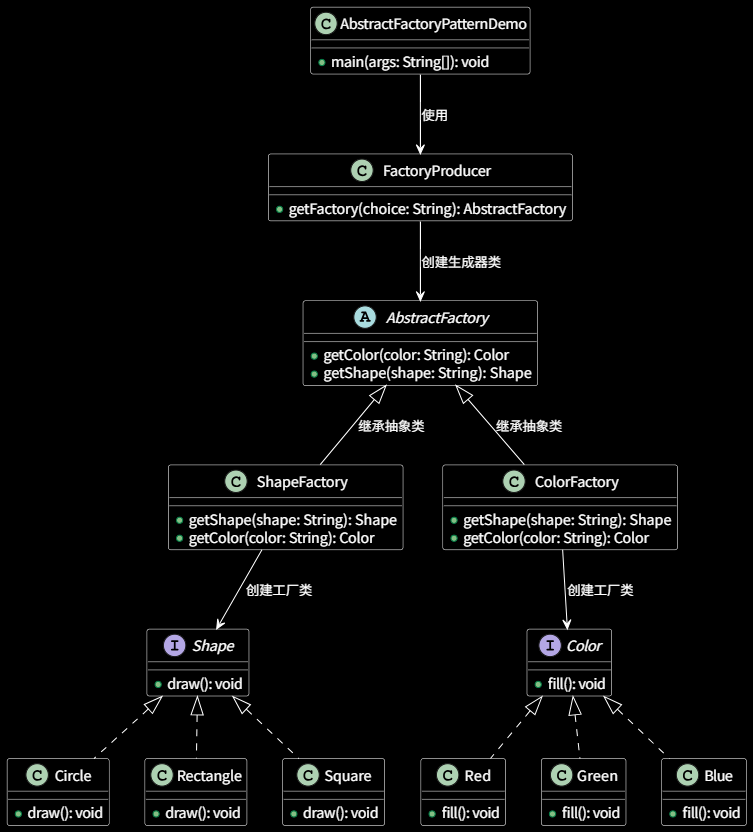 C AbstractFactoryPatternDemo
main(args: String[]): void
使用
C FactoryProducer
getFactory(choice: String): AbstractFactory
创建生成器类
A AbstractFactory
getColor(color: String): Color
getShape(shape: String): Shape
继承抽象类 继承抽象类
C ShapeFactory
getShape(shape: String): Shape
getColor(color: String): Color
C ColorFactory
getShape(shape: String): Shape
getColor(color: String): Color
创建工厂类 创建工厂类
I Shape
draw(): void
I Color
fill(): void
C Circle
draw(): void
C Rectangle
draw(): void
C Square
draw(): void
C Red
fill(): void
C Green
fill(): void
C Blue
fill(): void